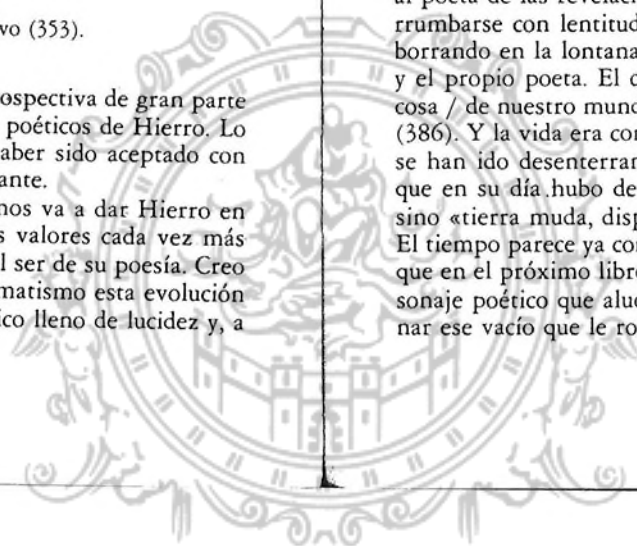 vo (353).
ospectiva de gran parte
poéticos de Hierro. Lo
aber sido aceptado con
ante.
nos va a dar Hierro en
s valores cada vez más
l ser de su poesía. Creo
matismo esta evolución
ico lleno de lucidez y, a
al poeta de las revelacion
rrumbarse con lentitud
borrando en la lontana
y el propio poeta. El c
cosa / de nuestro mund
(386). Y la vida era con
se han ido desenterran
que en su día.hubo de
sino «tierra muda, disp
El tiempo parece ya con
que en el próximo libro
sonaje poético que alud
nar ese vacío que le ro